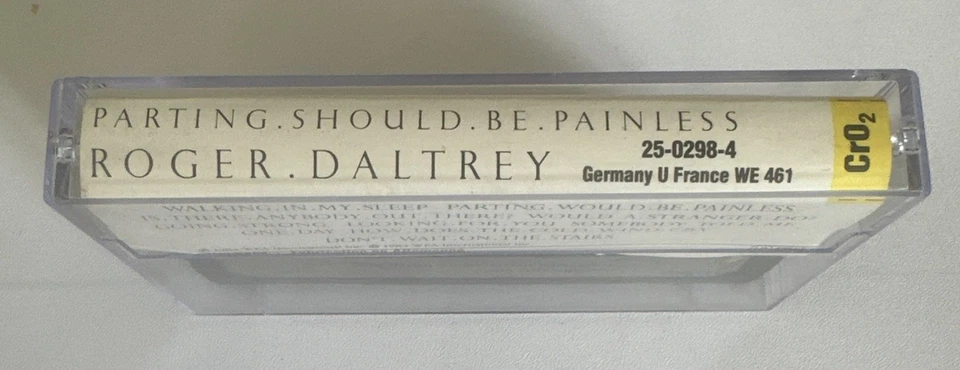 PARTING.SHOULD.BE.PAINLESS
ROGER.DALTREY
25-0298-4
Germany U France WE 461
CrO2
WALKING.IN.MY.SLEEP PARTING.WOULD.BE.PAINLESS
IS.THERE.ANYBODY.OUT.THERE? WOULD.A.STRANGER.DO?
GOING.STRONG LOOKING.FOR.YOU SOMEBODY.TOLD.ME
ONE.DAY HOW.DOES.THE.COLD.WIND.CRY
DON'T.WAIT.ON.THE.STAIRS